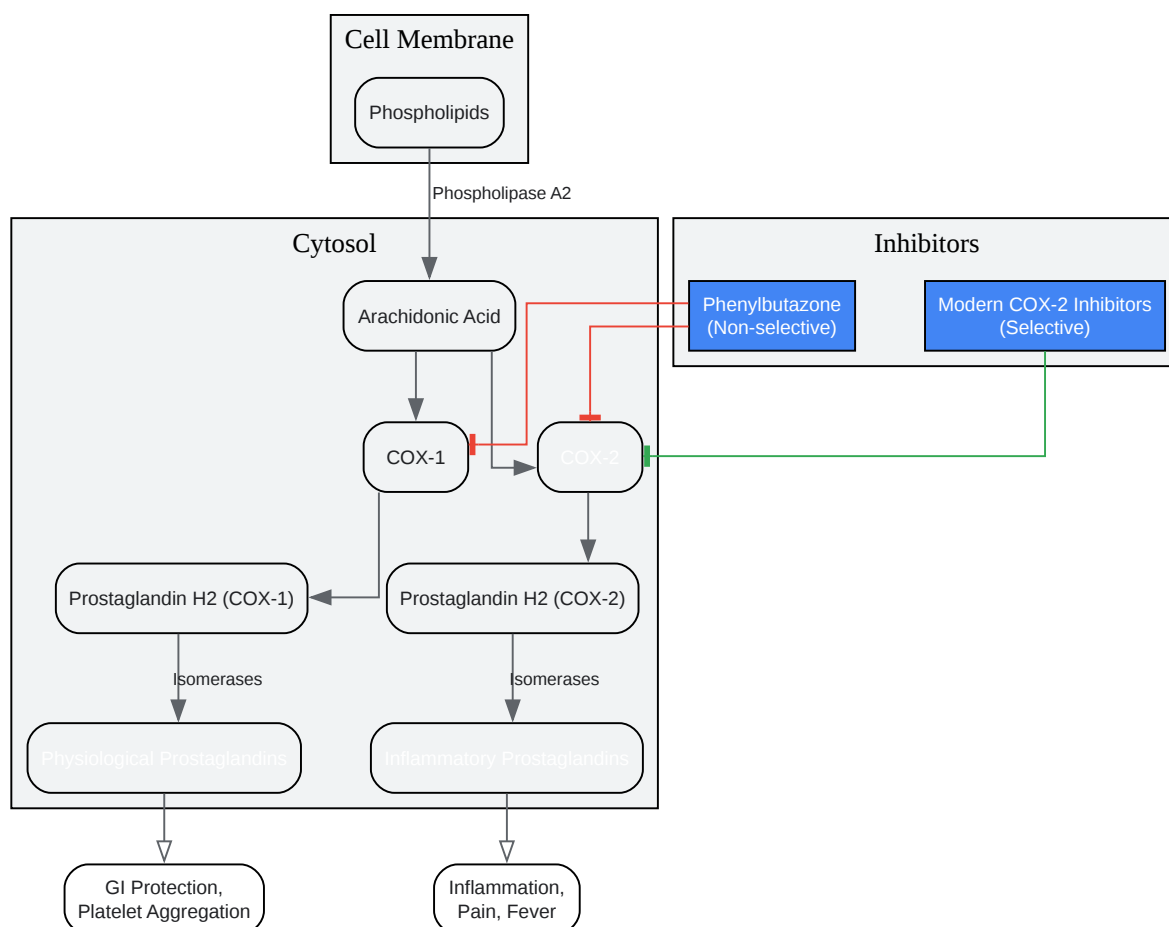 Cell Membrane
Phospholipids
Phospholipase A2
Cytosol
Inhibitors
Arachidonic Acid
Phenylbutazone
(Non-selective)
Modern COX-2 Inhibitors
(Selective)
COX-1
COX-2
Prostaglandin H2 (COX-1)
Prostaglandin H2 (COX-2)
Isomerases
Isomerases
Physiological Prostaglandins
Inflammatory Prostaglandins
GI Protection,
Platelet Aggregation
Inflammation,
Pain, Fever